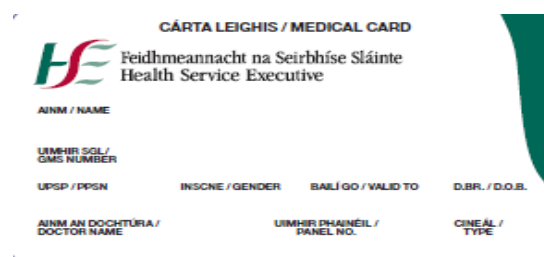 CÁRTA LEIGHIS / MEDICAL CARD
HSE
Feidhmeannacht na Seirbhíse Sláinte
Health Service Executive
AINM / NAME
UIMHIR SGL /
GMS NUMBER
UPSP / PPSN INSCNE / GENDER BAILÍ GO / VALID TO D.BR. / D.O.B.
AINM AN DOCHTÚRA / UIMHIR PHAINÉIL / CINEÁL /
DOCTOR NAME PANEL NO. TYPE